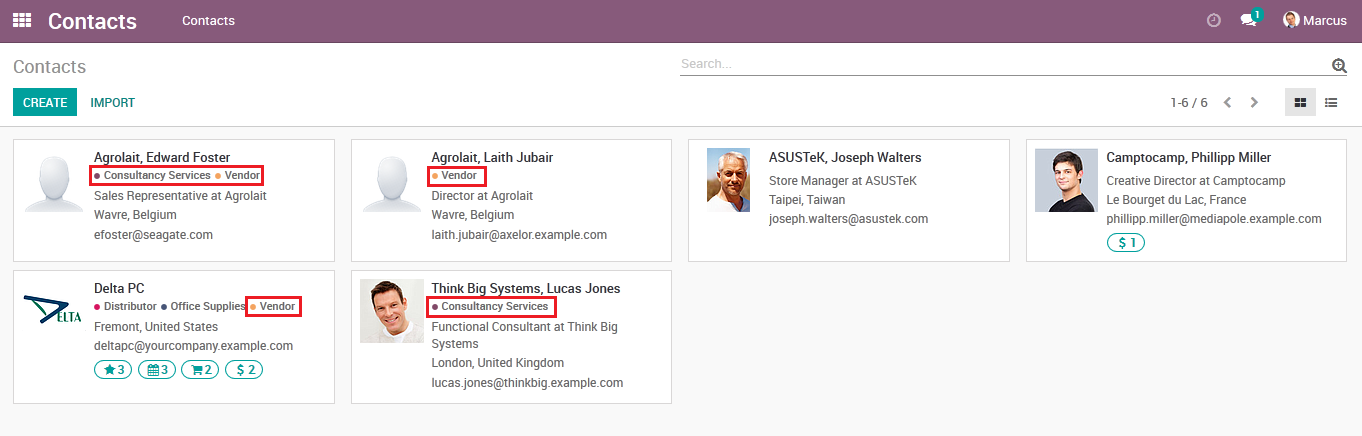 Contacts Contacts 1 Marcus
Contacts Search...
CREATE IMPORT 1-6 / 6
Agrolait, Edward Foster
Consultancy Services Vendor
Sales Representative at Agrolait
Wavre, Belgium
efoster@seagate.com
Agrolait, Laith Jubair
Vendor
Director at Agrolait
Wavre, Belgium
laith.jubair@axelor.example.com
ASUSTeK, Joseph Walters
Store Manager at ASUSTeK
Taipei, Taiwan
joseph.walters@asustek.com
Camptocamp, Phillipp Miller
Creative Director at Camptocamp
Le Bourget du Lac, France
phillipp.miller@mediapole.example.com
$ 1
ELTA
Delta PC
Distributor Office Supplies Vendor
Fremont, United States
deltapc@yourcompany.example.com
3 3 2 $ 2
Think Big Systems, Lucas Jones
Consultancy Services
Functional Consultant at Think Big
Systems
London, United Kingdom
lucas.jones@thinkbig.example.com